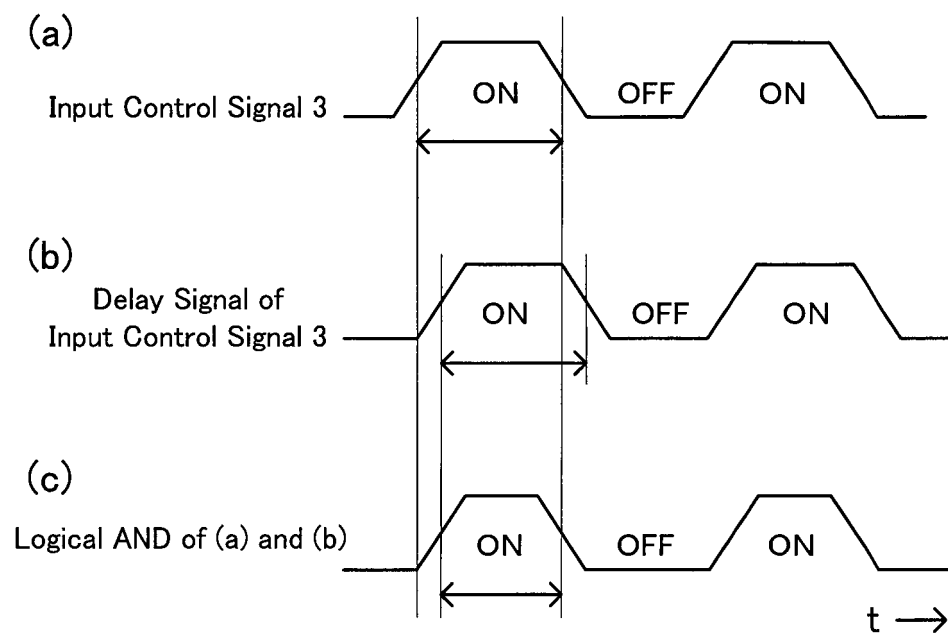 (a)
Input Control Signal 3
ON OFF ON
(b)
Delay Signal of
Input Control Signal 3
ON OFF ON
(c)
Logical AND of (a) and (b)
ON OFF ON
t